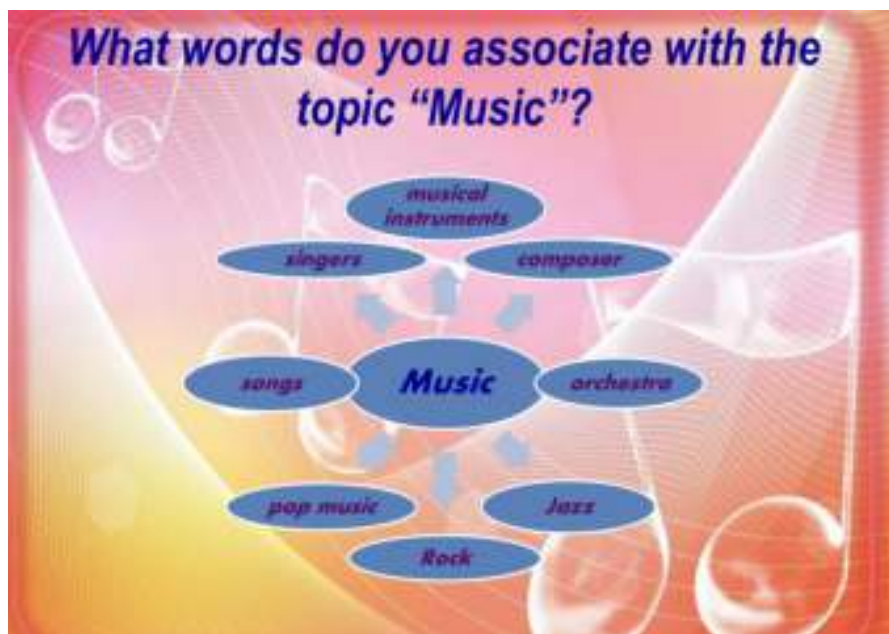 What words do you associate with the
topic “Music”?
musical
instruments
singers
composer
songs
Music
orchestra
pop music
Jazz
Rock